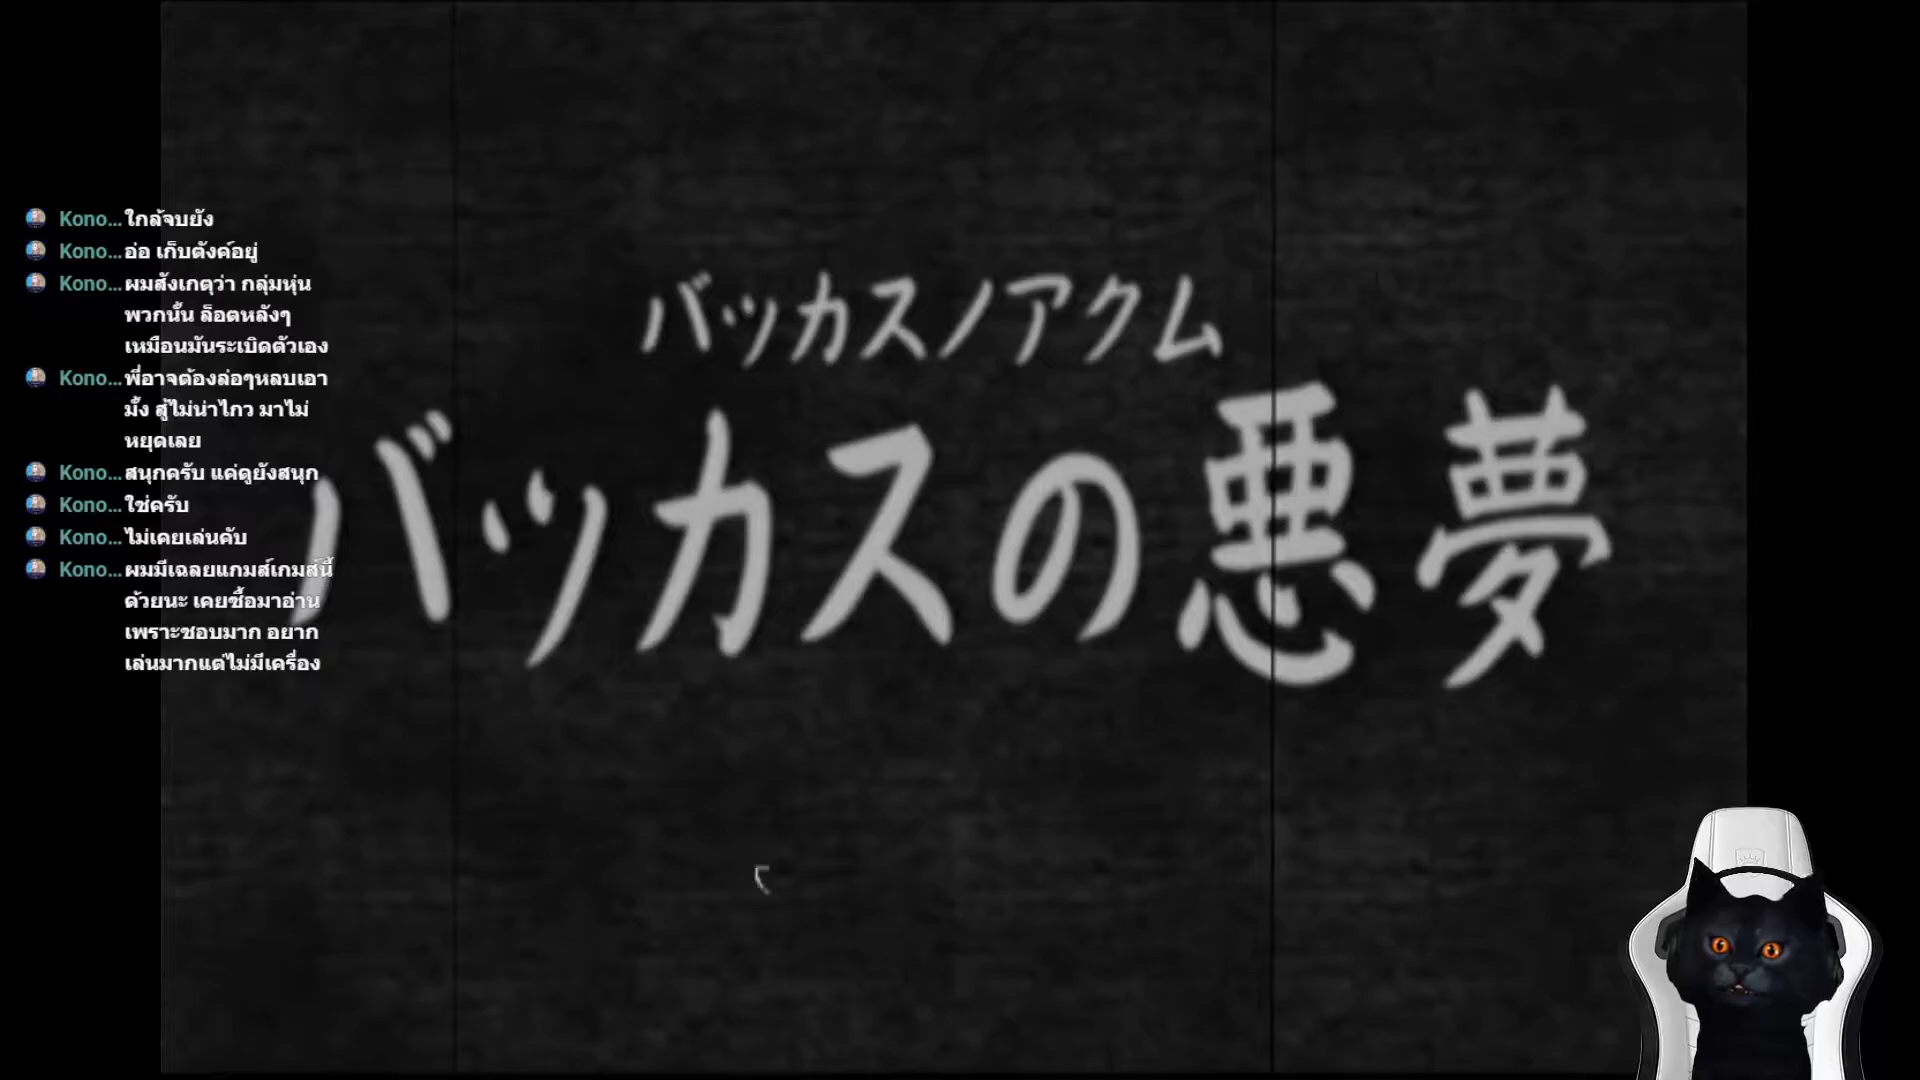 Kono... ใกล้จบยัง
Kono... อ่อ เก็บตังค์อยู่
Kono... ผมสังเกตุว่า กลุ่มหุ่น
พวกนั้น ล็อตหลังๆ
เหมือนมันระเบิดตัวเอง
Kono... พี่อาจต้องล่อๆหลบเอา
มั้ง สู้ไม่น่าไกว มาไม่
หยุดเลย
Kono... สนุกครับ แค่ดูยังสนุก
Kono... ใช่ครับ
Kono... ไม่เคยเล่นคับ
Kono... ผมมีเฉลยแกมส์เกมส์นี้
ด้วยนะ เคยซื้อมาอ่าน
เพราะชอบมาก อยาก
เล่นมากแต่ไม่มีเครื่อง
バッカスノアクム
バッカスの悪夢